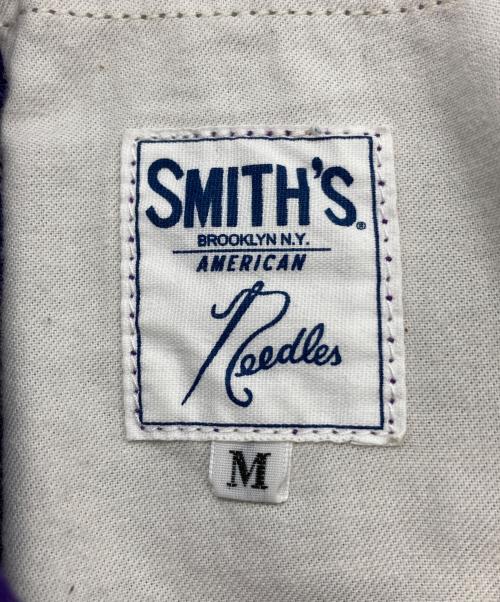 SMITH'S®
BROOKLYN N.Y.
AMERICAN
Needles
M